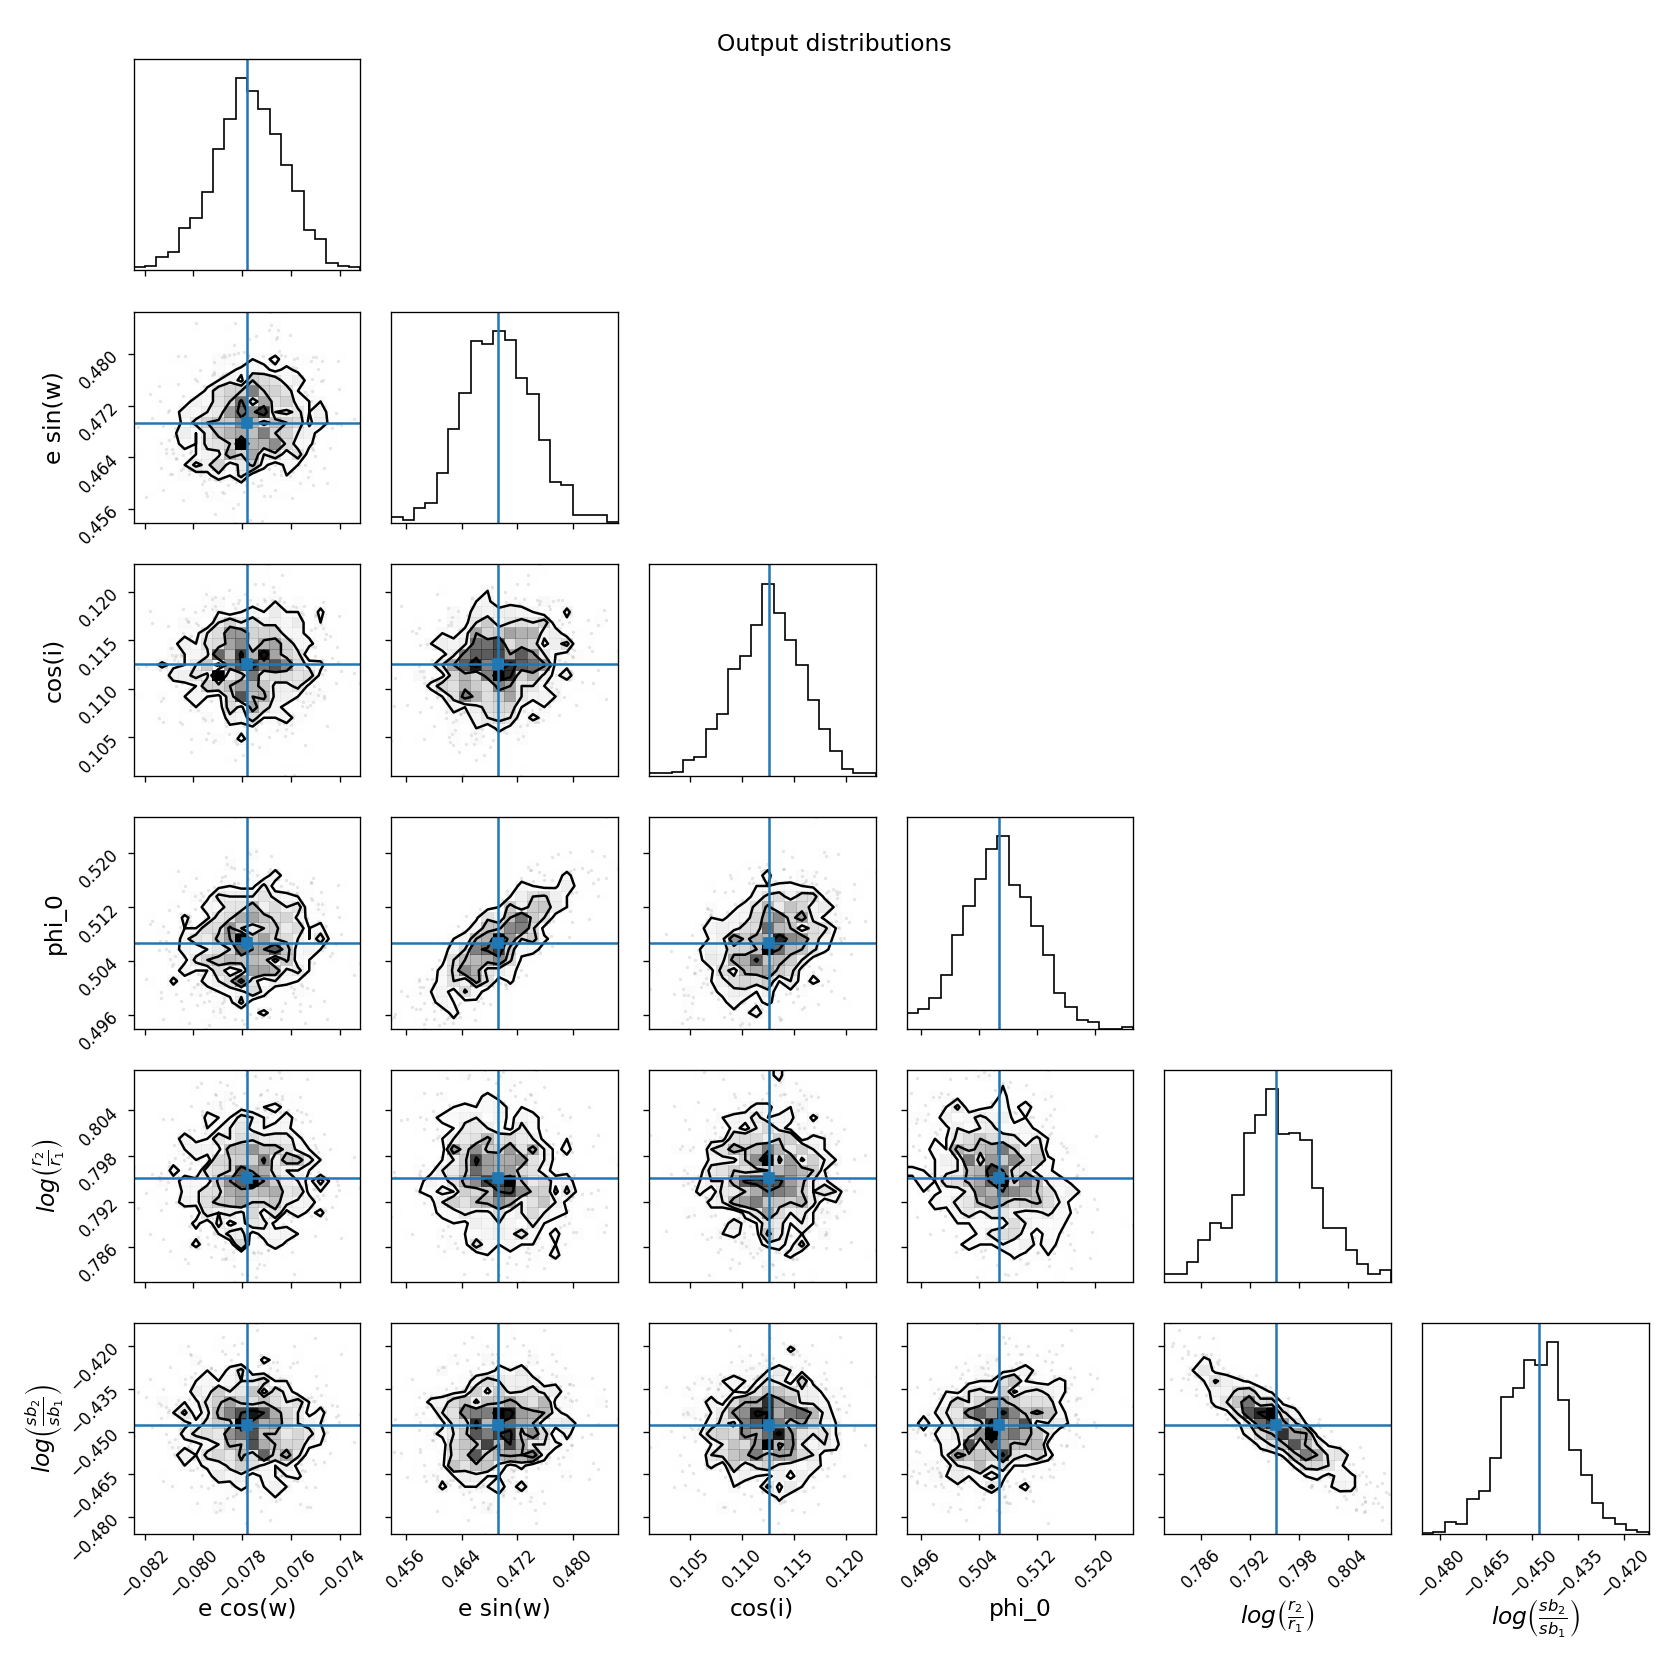 Output distributions
e sin(w)
0.480
0.472
0.464
0.456
cos(i)
0.120
0.115
0.110
0.105
phi_0
0.520
0.512
0.504
0.496
log(r₂/r₁)
0.804
0.798
0.792
0.786
log(sb₂/sb₁)
−0.420
−0.435
−0.450
−0.465
−0.480
−0.082 −0.080 −0.078 −0.076 −0.074 0.456 0.464 0.472 0.480 0.105 0.110 0.115 0.120 0.496 0.504 0.512 0.520 0.786 0.792 0.798 0.804 −0.480 −0.465 −0.450 −0.435 −0.420
e cos(w) e sin(w) cos(i) phi_0 log(r₂/r₁) log(sb₂/sb₁)